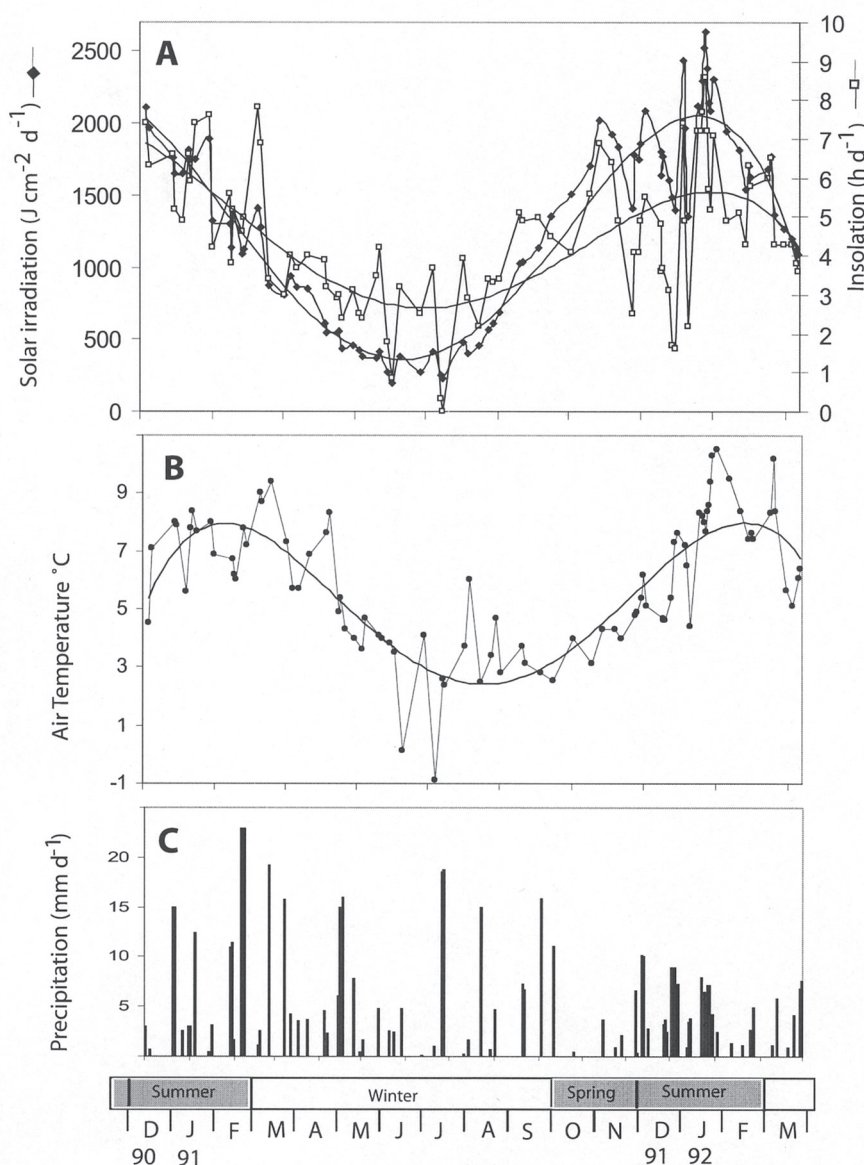 A
Solar irradiation (J cm⁻² d⁻¹)
2500
2000
1500
1000
500
0
10
9
8
7
6
5
4
3
2
1
0
Insolation (h d⁻¹)
B
Air Temperature ˚C
9
7
5
3
1
-1
C
Precipitation (mm d⁻¹)
20
15
10
5
Summer Winter Spring Summer
D J F M A M J J A S O N D J F M
90 91 91 92